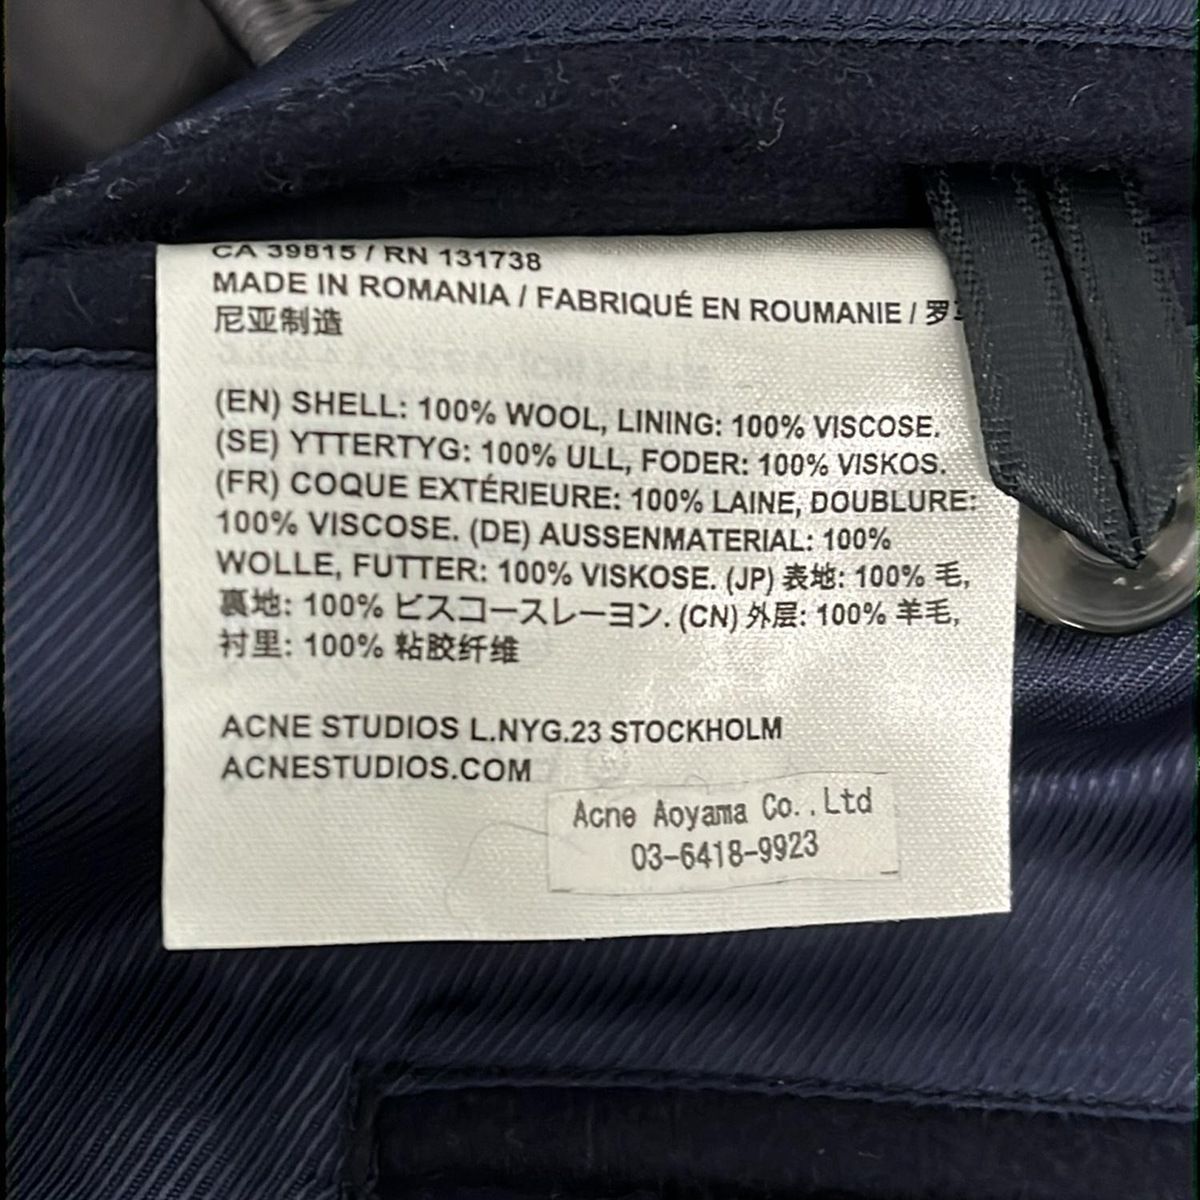 CA 39815 / RN 131738
MADE IN ROMANIA / FABRIQUÉ EN ROUMANIE / 罗
尼亚制造
(EN) SHELL: 100% WOOL, LINING: 100% VISCOSE.
(SE) YTTERTYG: 100% ULL, FODER: 100% VISKOS.
(FR) COQUE EXTÉRIEURE: 100% LAINE, DOUBLURE:
100% VISCOSE. (DE) AUSSENMATERIAL: 100%
WOLLE, FUTTER: 100% VISKOSE. (JP) 表地: 100% 毛,
裏地: 100% ビスコースレーヨン. (CN) 外层: 100% 羊毛,
衬里: 100% 粘胶纤维
ACNE STUDIOS L.NYG.23 STOCKHOLM
ACNESTUDIOS.COM
Acne Aoyama Co.,Ltd
03-6418-9923